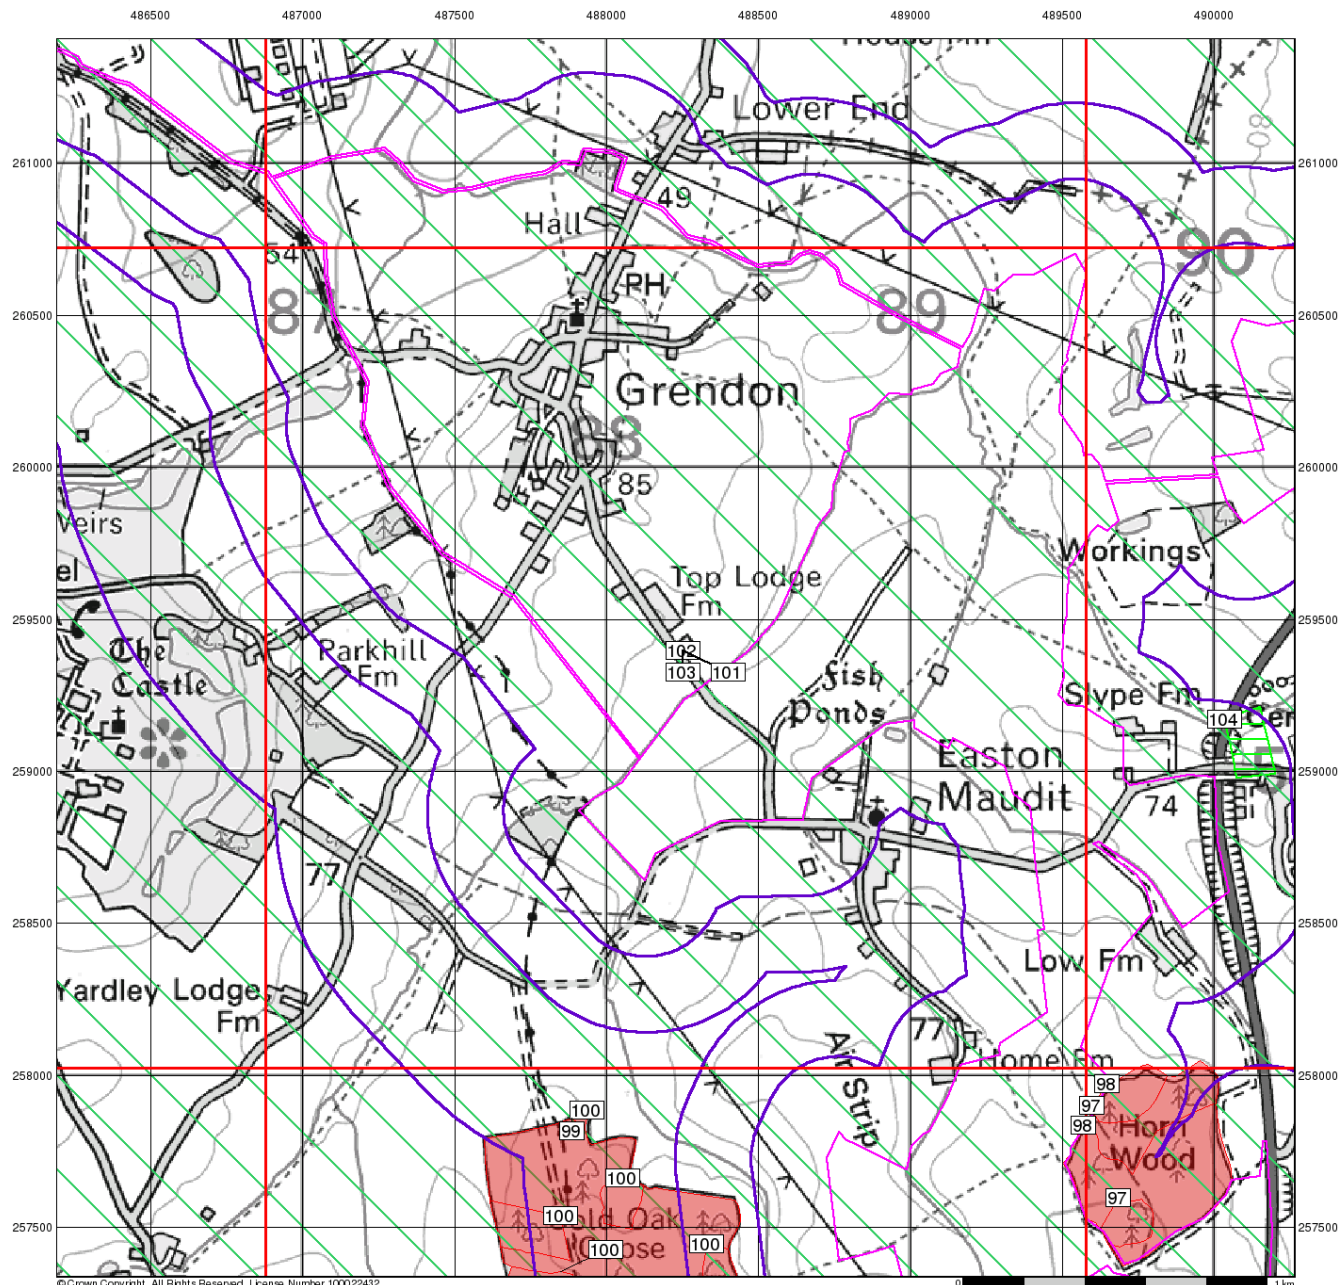 486500 487000 487500 488000 488500 489000 489500 490000
Lower End
261000 261000
49
Hall
54
90
PH
260500 260500
87
89
Grendon
88
260000 260000
85
Veirs
Workings
el
Top Lodge
Fm
259500 259500
The
Castle
Parkhill
Fm
102
103 101
Fish
Ponds
Slype Fm
104
Cer
Easton
Maudit
259000 259000
74
77
258500 258500
Low Fm
Yardley Lodge
Fm
77
Air Strip
Home Fm
258000 258000
98
97
98
100
99
Horn
Wood
100
97
100
Cold Oak
Copse
100
100
257500 257500
© Crown Copyright. All Rights Reserved. License Number 100022432
0 1 km